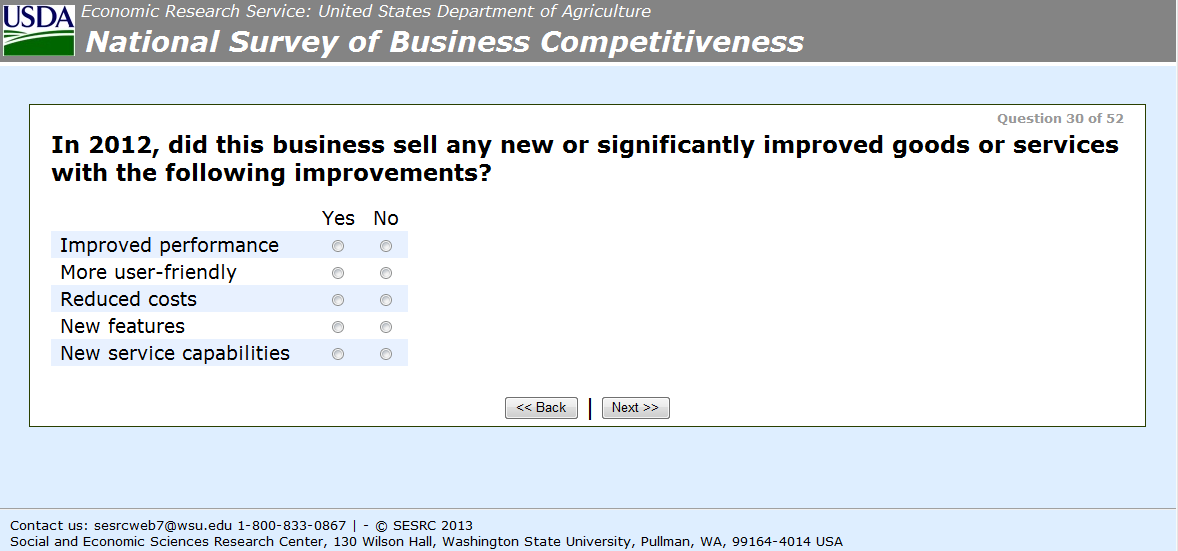 USDA
Economic Research Service: United States Department of Agriculture
National Survey of Business Competitiveness
Question 30 of 52
In 2012, did this business sell any new or significantly improved goods or services
with the following improvements?
Yes No
Improved performance
More user-friendly
Reduced costs
New features
New service capabilities
<< Back | Next >>
Contact us: sesrcweb7@wsu.edu 1-800-833-0867 | - © SESRC 2013
Social and Economic Sciences Research Center, 130 Wilson Hall, Washington State University, Pullman, WA, 99164-4014 USA